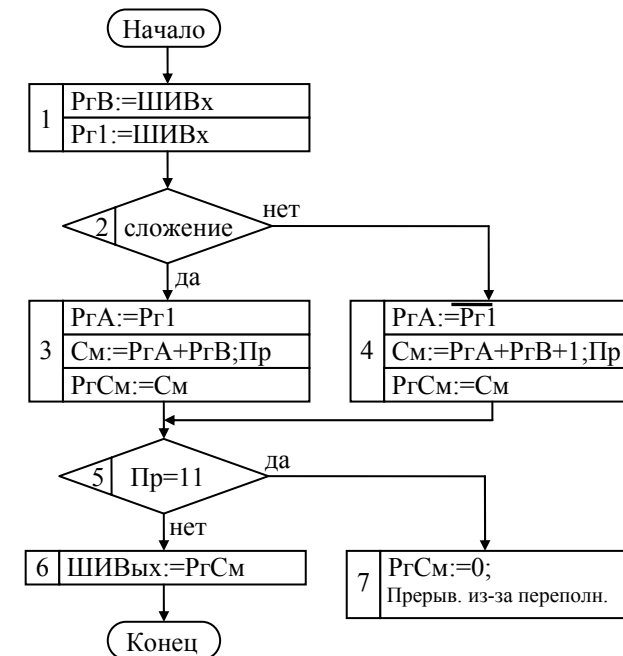 Начало
1
РгВ:=ШИВх
Рг1:=ШИВх
2
сложение
нет
да
3
РгА:=Рг1
См:=РгА+РгВ;Пр
РгСм:=См
4
РгА:=Рг1
См:=РгА+РгВ+1;Пр
РгСм:=См
5
Пр=11
да
нет
6
ШИВых:=РгСм
7
РгСм:=0;
Прерыв. из-за переполн.
Конец